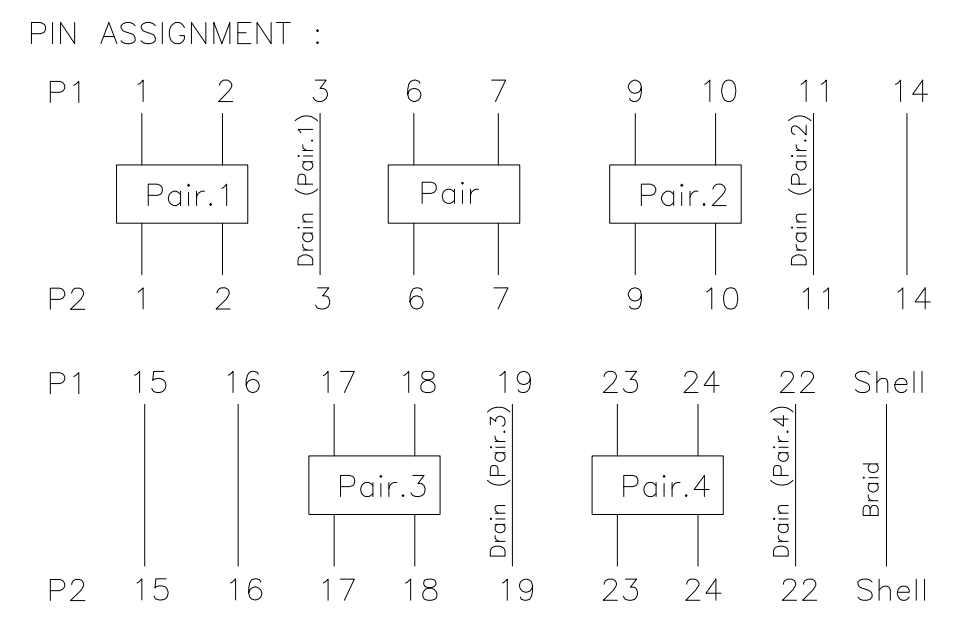 PIN ASSIGNMENT :
P1 1 2 3 6 7 9 10 11 14
Pair.1 Drain (Pair.1) Pair Pair.2 Drain (Pair.2)
P2 1 2 3 6 7 9 10 11 14
P1 15 16 17 18 19 23 24 22 Shell
Pair.3 Drain (Pair.3) Pair.4 Drain (Pair.4) Braid
P2 15 16 17 18 19 23 24 22 Shell